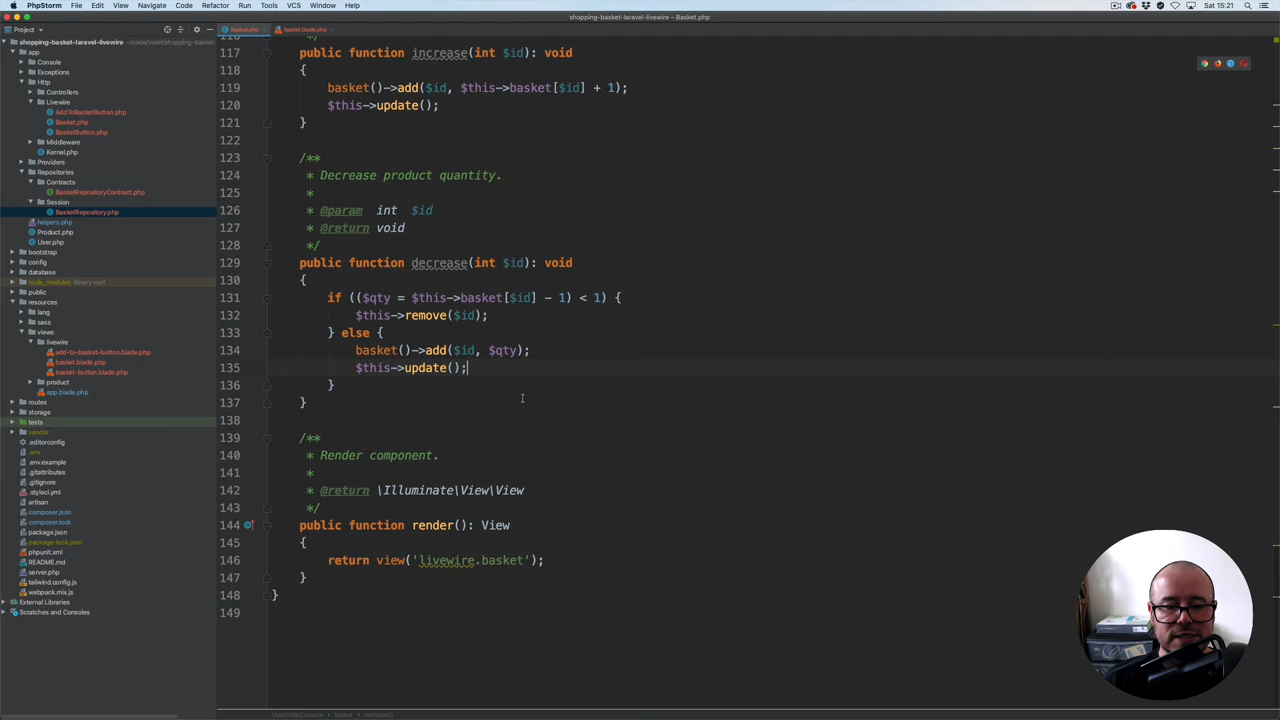 PhpStorm File Edit View Navigate Code Refactor Run Tools VCS Window Help Sat 15:21
shopping-basket-laravel-livewire – Basket.php
Project
Basket.php basket.blade.php
shopping-basket-laravel-livewire ~/code/valet/shopping-basket-
app
Console
Exceptions
Http
Controllers
Livewire
AddToBasketButton.php
Basket.php
BasketButton.php
Middleware
Kernel.php
Providers
Repositories
Contracts
BasketRepositoryContract.php
Session
BasketRepository.php
helpers.php
Product.php
User.php
bootstrap
config
database
node_modules library root
public
resources
lang
sass
views
livewire
add-to-basket-button.blade.php
basket.blade.php
basket-button.blade.php
product
app.blade.php
routes
storage
tests
vendor
.editorconfig
.env
.env.example
.gitattributes
.gitignore
.styleci.yml
artisan
composer.json
composer.lock
package.json
package-lock.json
phpunit.xml
README.md
server.php
tailwind.config.js
webpack.mix.js
External Libraries
Scratches and Consoles
116 */
117 public function increase(int $id): void
118 {
119 basket()->add($id, $this->basket[$id] + 1);
120 $this->update();
121 }
122
123 /**
124 * Decrease product quantity.
125 *
126 * @param int $id
127 * @return void
128 */
129 public function decrease(int $id): void
130 {
131 if (($qty = $this->basket[$id] - 1) < 1) {
132 $this->remove($id);
133 } else {
134 basket()->add($id, $qty);
135 $this->update();
136 }
137 }
138
139 /**
140 * Render component.
141 *
142 * @return \Illuminate\View\View
143 */
144 public function render(): View
145 {
146 return view('livewire.basket');
147 }
148 }
149
\App\Http\Livewire Basket decrease()